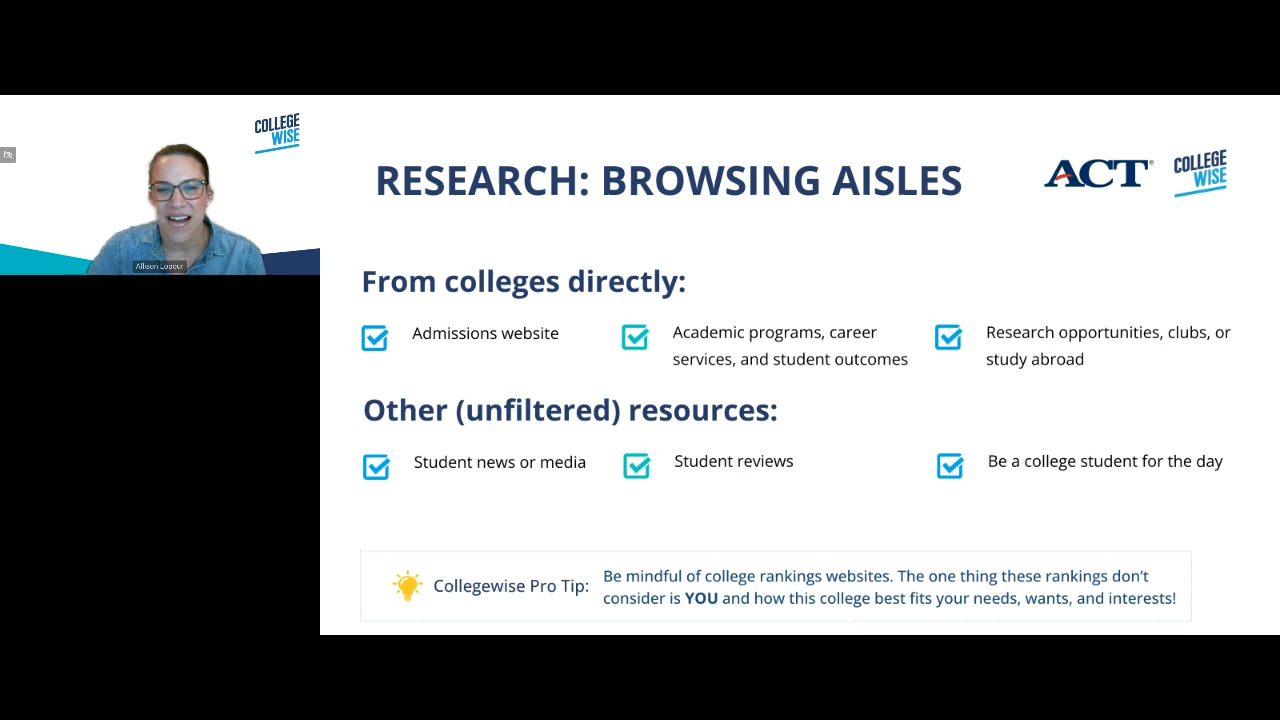 COLLEGE
WISE
Allison Lopour
RESEARCH: BROWSING AISLES
ACT®
COLLEGE
WISE
From colleges directly:
Admissions website
Academic programs, career
services, and student outcomes
Research opportunities, clubs, or
study abroad
Other (unfiltered) resources:
Student news or media
Student reviews
Be a college student for the day
Collegewise Pro Tip:
Be mindful of college rankings websites. The one thing these rankings don't
consider is YOU and how this college best fits your needs, wants, and interests!